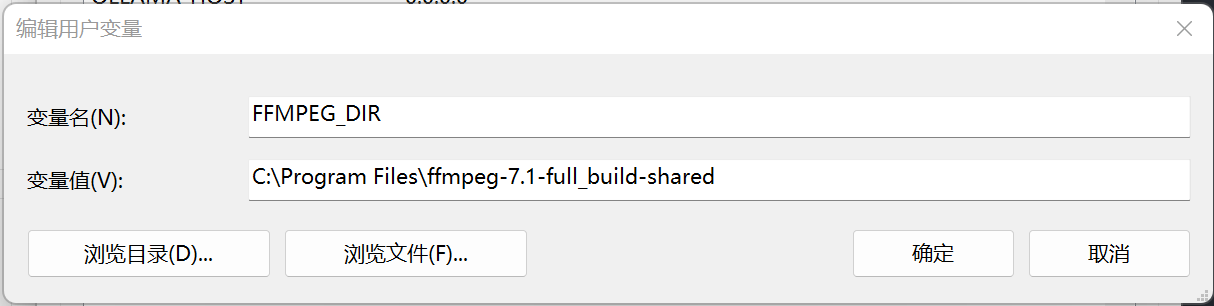 编辑用户变量
变量名(N):
FFMPEG_DIR
变量值(V):
C:\Program Files\ffmpeg-7.1-full_build-shared
浏览目录(D)...
浏览文件(F)...
确定
取消